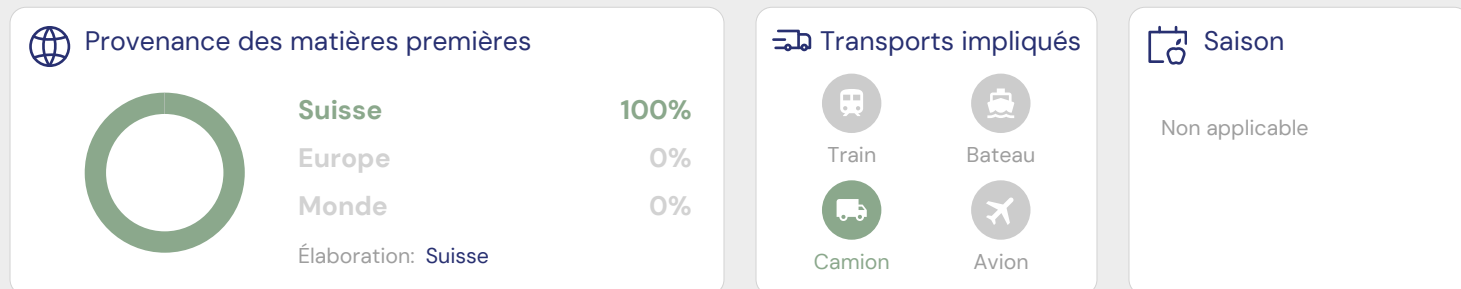 Provenance des matières premières
Suisse 100%
Europe 0%
Monde 0%
Élaboration: Suisse
Transports impliqués
Train Bateau
Camion Avion
Saison
Non applicable